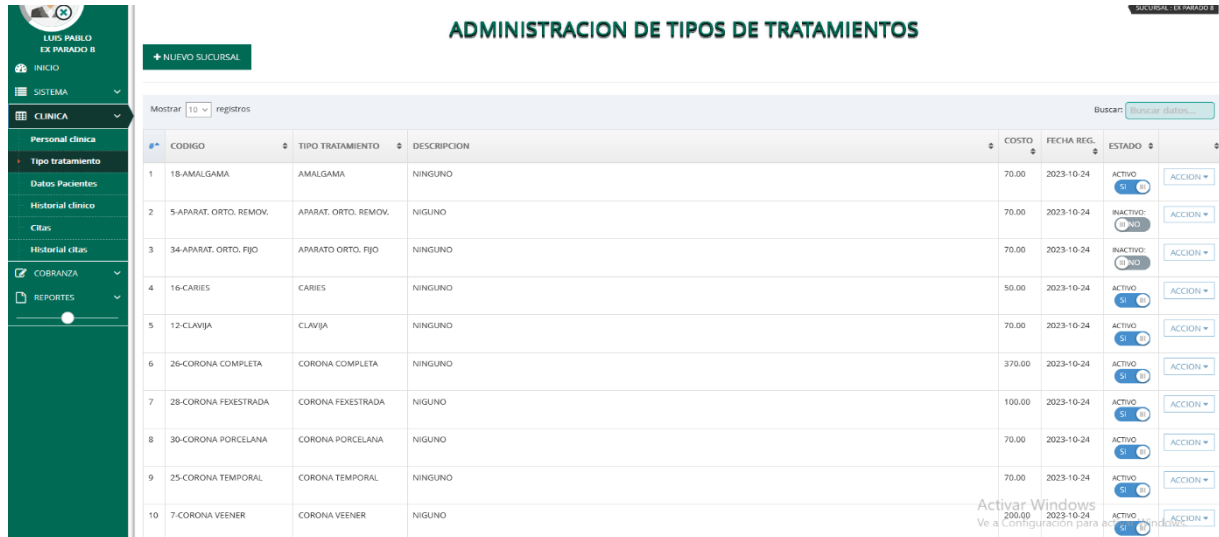 SUCURSAL : EX PARADO 8
LUIS PABLO
EX PARADO 8
INICIO
SISTEMA
CLINICA
Personal clinica
Tipo tratamiento
Datos Pacientes
Historial clinico
Citas
Historial citas
COBRANZA
REPORTES
ADMINISTRACION DE TIPOS DE TRATAMIENTOS
+ NUEVO SUCURSAL
Mostrar 10 registros
Buscar: Buscar datos...
# CODIGO TIPO TRATAMIENTO DESCRIPCION COSTO FECHA REG. ESTADO
1 18-AMALGAMA AMALGAMA NINGUNO 70.00 2023-10-24 ACTIVO SI ACCION
2 5-APARAT. ORTO. REMOV. APARAT. ORTO. REMOV. NIGUNO 70.00 2023-10-24 INACTIVO: NO ACCION
3 34-APARAT. ORTO. FIJO APARATO ORTO. FIJO NINGUNO 70.00 2023-10-24 INACTIVO: NO ACCION
4 16-CARIES CARIES NINGUNO 50.00 2023-10-24 ACTIVO SI ACCION
5 12-CLAVIJA CLAVIJA NINGUNO 70.00 2023-10-24 ACTIVO SI ACCION
6 26-CORONA COMPLETA CORONA COMPLETA NINGUNO 370.00 2023-10-24 ACTIVO SI ACCION
7 28-CORONA FEXESTRADA CORONA FEXESTRADA NIGUNO 100.00 2023-10-24 ACTIVO SI ACCION
8 30-CORONA PORCELANA CORONA PORCELANA NIGUNO 70.00 2023-10-24 ACTIVO SI ACCION
9 25-CORONA TEMPORAL CORONA TEMPORAL NINGUNO 70.00 2023-10-24 ACTIVO SI ACCION
10 7-CORONA VEENER CORONA VEENER NIGUNO 200.00 2023-10-24 ACTIVO SI ACCION
Activar Windows
Ve a Configuración para activar Windows.